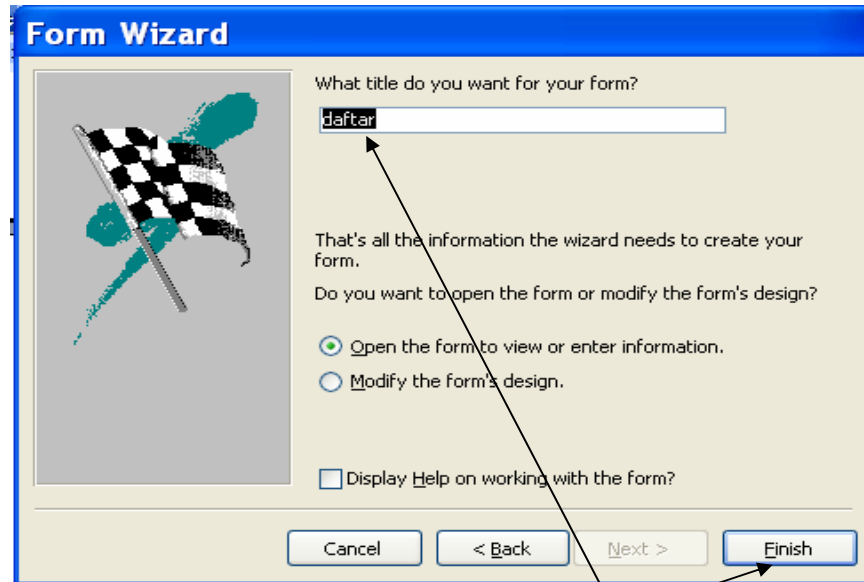 Form Wizard
What title do you want for your form?
daftar
That's all the information the wizard needs to create your
form.
Do you want to open the form or modify the form's design?
Open the form to view or enter information.
Modify the form's design.
Display Help on working with the form?
Cancel
< Back
Next >
Finish